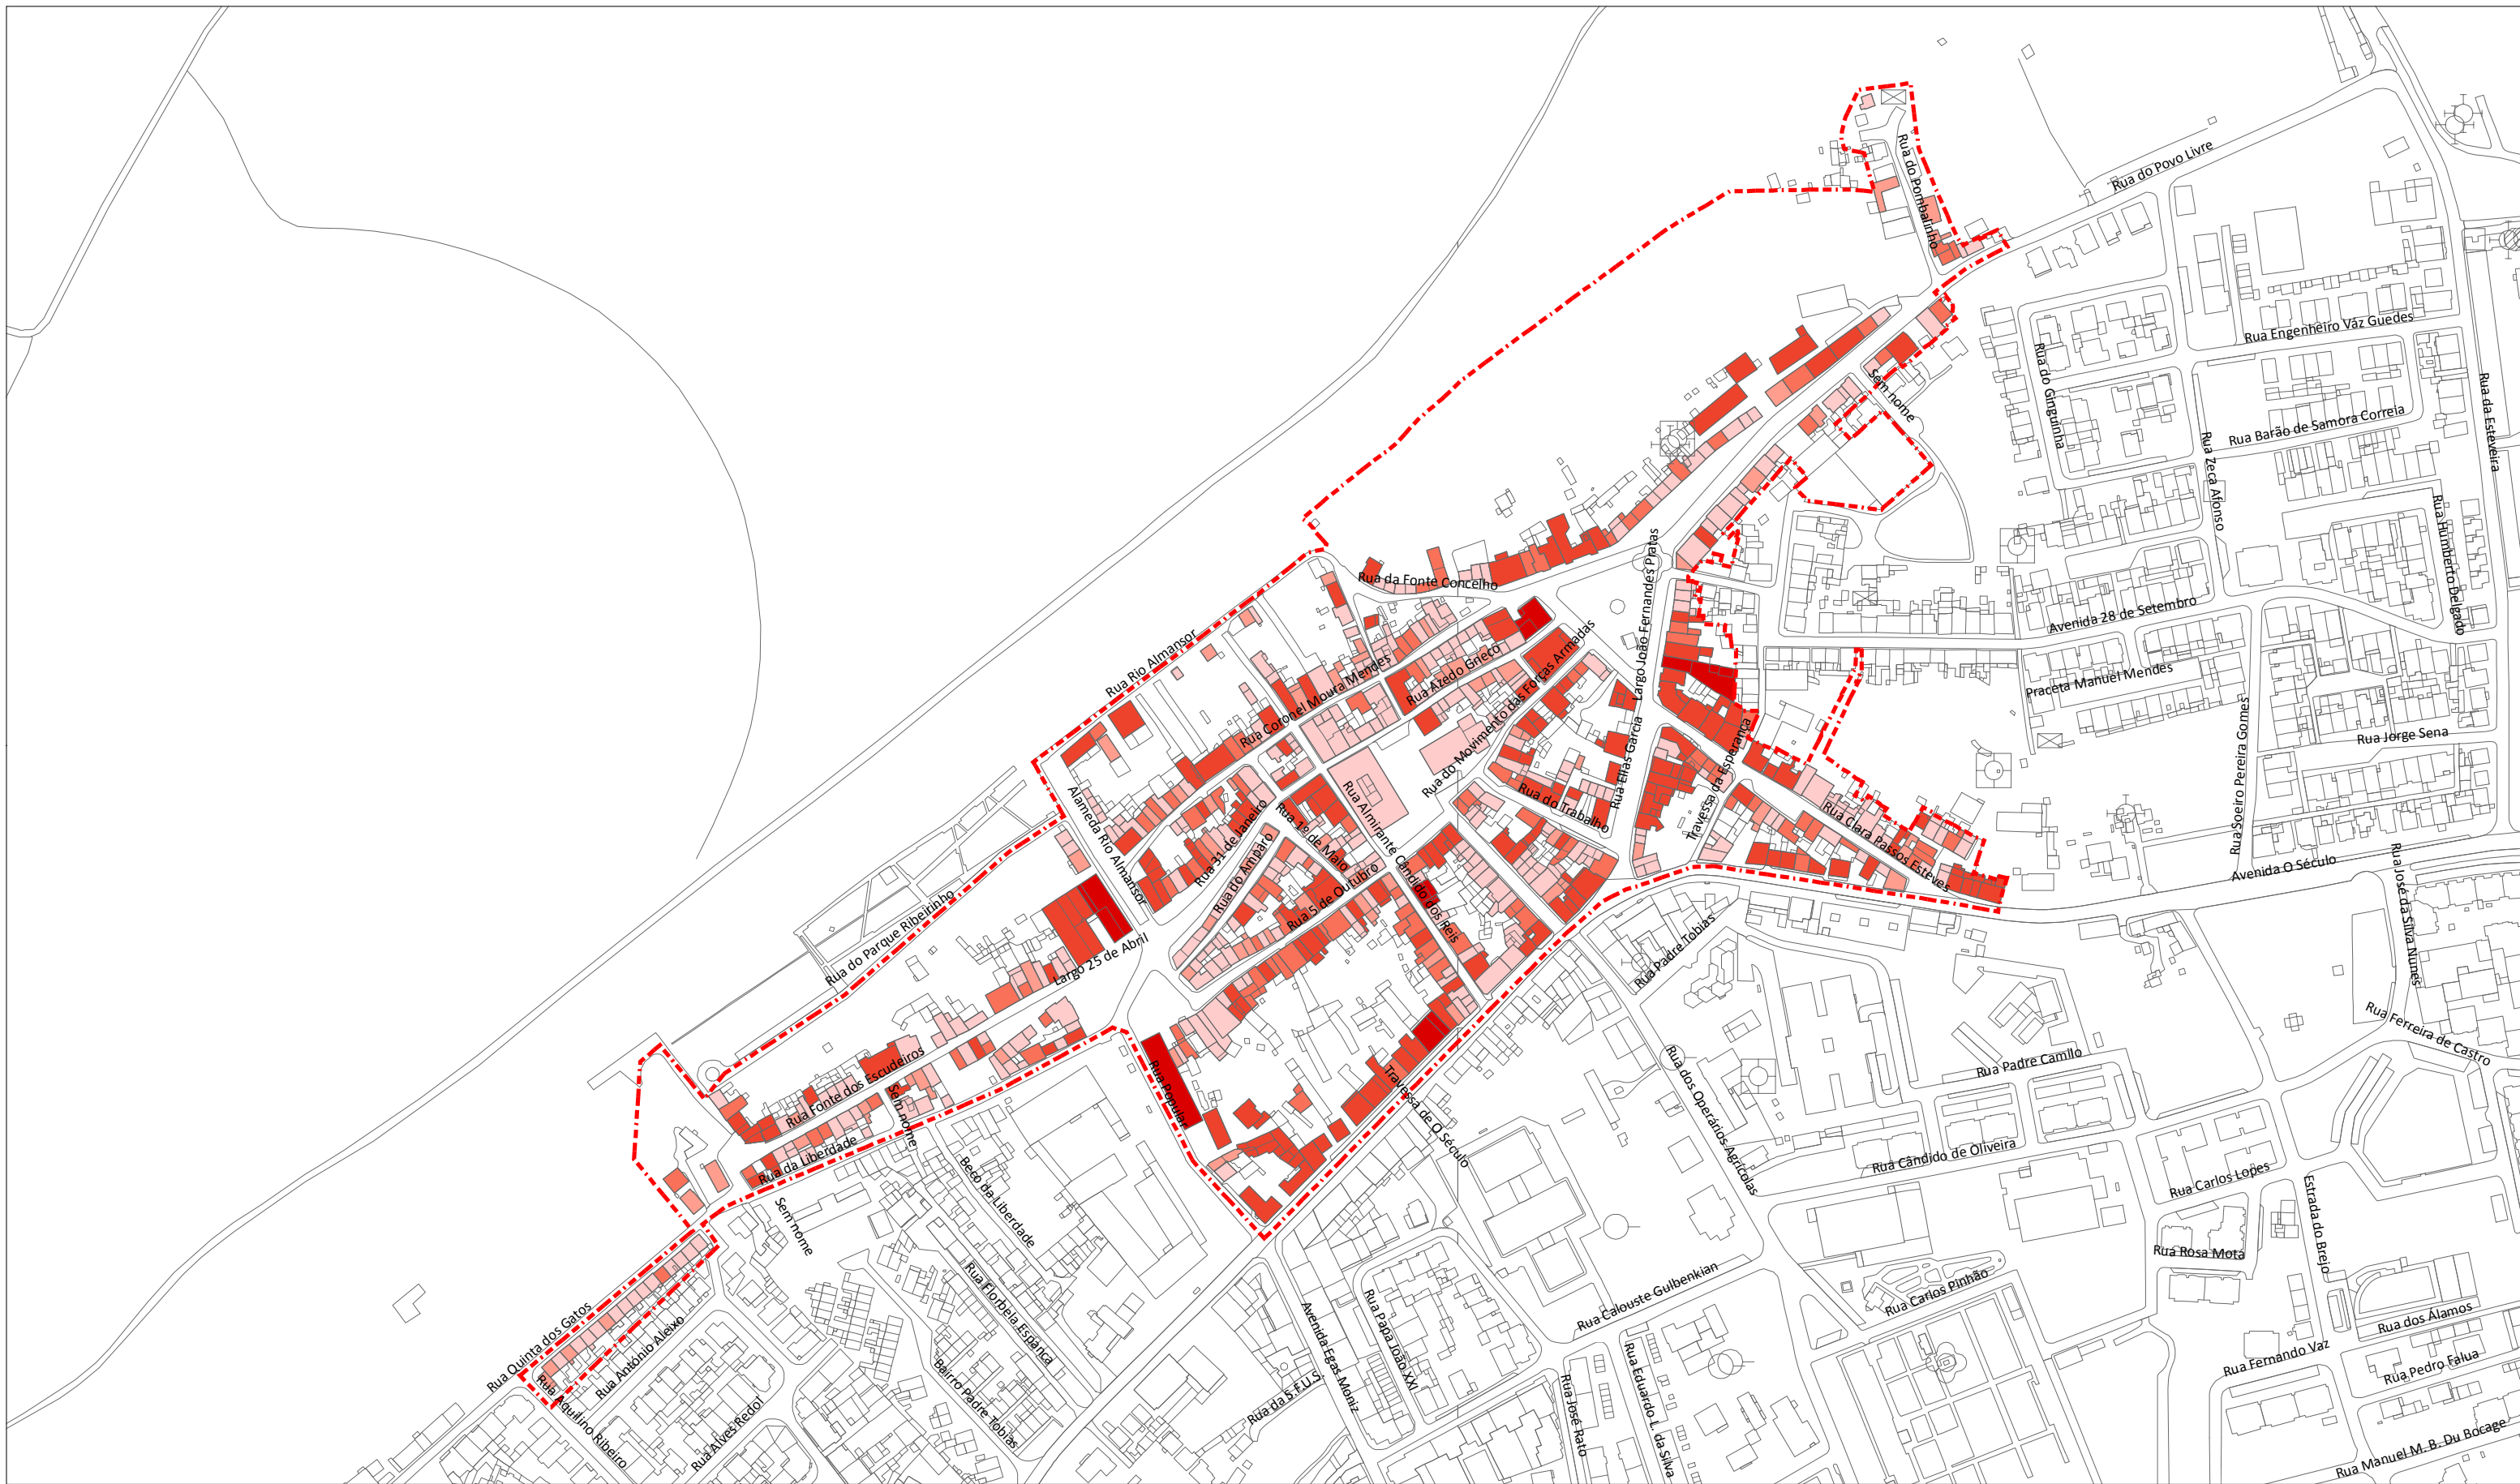 Rua do Pombalinho
Rua do Povo Livre
Rua Engenheiro Vaz Guedes
Rua do Ginguinha
Sem nome
Rua da Esteveira
Rua Barão de Samora Correia
Rua Zeca Afonso
Rua Humberto Delgado
Largo João Fernandes Pratas
Rua da Fonte Concelho
Avenida 28 de Setembro
Rua Rio Almansor
Rua Coronel Moura Mendes
Rua Azedo Grieco
Rua do Movimento das Forças Armadas
Praceta Manuel Mendes
Rua Soeiro Pereira Gomes
Rua Jorge Sena
Rua Elias Garcia
Travessa da Esperança
Rua do Trabalho
Rua Almirante Cândido dos Reis
Alameda Rio Almansor
Rua 31 de Janeiro
Rua 1º de Maio
Rua do Amparo
Rua 5 de Outubro
Rua Clara Passos Esteves
Avenida O Século
Rua José da Silva Nunes
Rua do Parque Ribeirinho
Largo 25 de Abril
Rua Padre Tobias
Rua Ferreira de Castro
Rua Fonte dos Escudeiros
Sem nome
Rua Popular
Travessa de O século
Rua dos Operários Agrícolas
Rua Padre Camilo
Rua da Liberdade
Beco da Liberdade
Rua Cândido de Oliveira
Rua Carlos Lopes
Estrada do Brejo
Sem nome
Rua Rosa Mota
Rua Florbela Espanca
Rua Calouste Gulbenkian
Rua Carlos Pinhão
Rua Quinta dos Gatos
Rua António Aleixo
Avenida Egas Moniz
Rua Papa João XXI
Rua dos Álamos
Rua Fernando Vaz
Rua Pedro Falua
Rua Aquilino Ribeiro
Rua Alves Redol
Bairro Padre Tobias
Rua da S.F.U.S.
Rua José Rato
Rua Eduardo L. da Silva
Rua Manuel M. B. Du Bocage